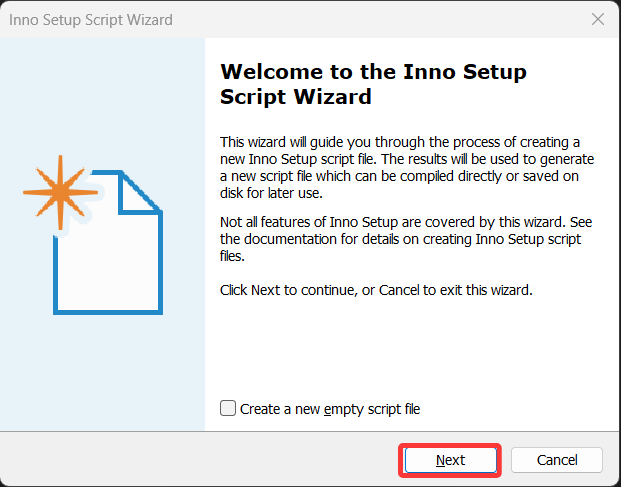 Inno Setup Script Wizard
Welcome to the Inno Setup
Script Wizard
This wizard will guide you through the process of creating a
new Inno Setup script file. The results will be used to generate
a new script file which can be compiled directly or saved on
disk for later use.
Not all features of Inno Setup are covered by this wizard. See
the documentation for details on creating Inno Setup script
files.
Click Next to continue, or Cancel to exit this wizard.
Create a new empty script file
Next
Cancel